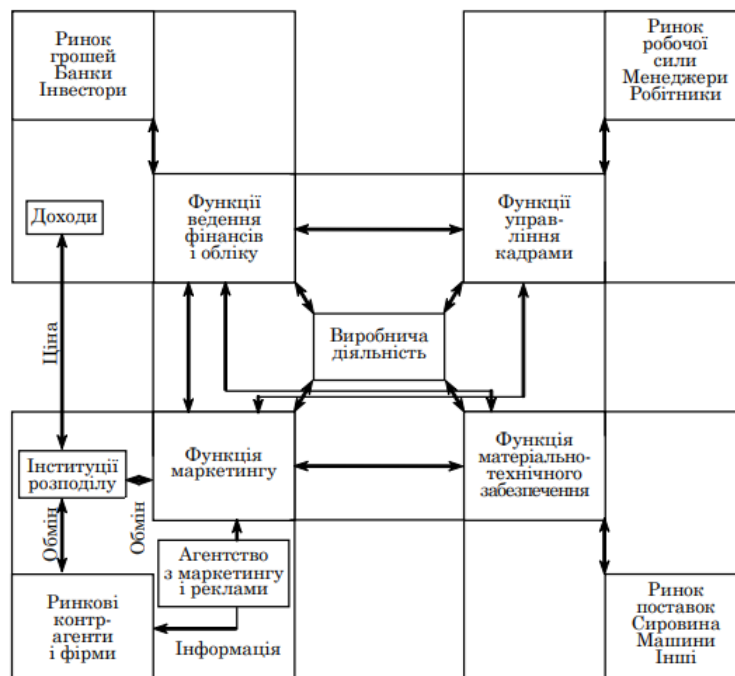 Ринок
грошей
Банки
Інвестори
Ринок
робочої
сили
Менеджери
Робітники
Доходи
Функції
ведення
фінансів
і обліку
Функції
управ-
ління
кадрами
Ціна
Виробнича
діяльність
Інституції
розподілу
Функція
маркетингу
Функція
матеріально-
технічного
забезпечення
Обмін
Обмін
Агентство
з маркетингу
і реклами
Ринкові
контр-
агенти
і фірми
Інформація
Ринок
поставок
Сировина
Машини
Інші